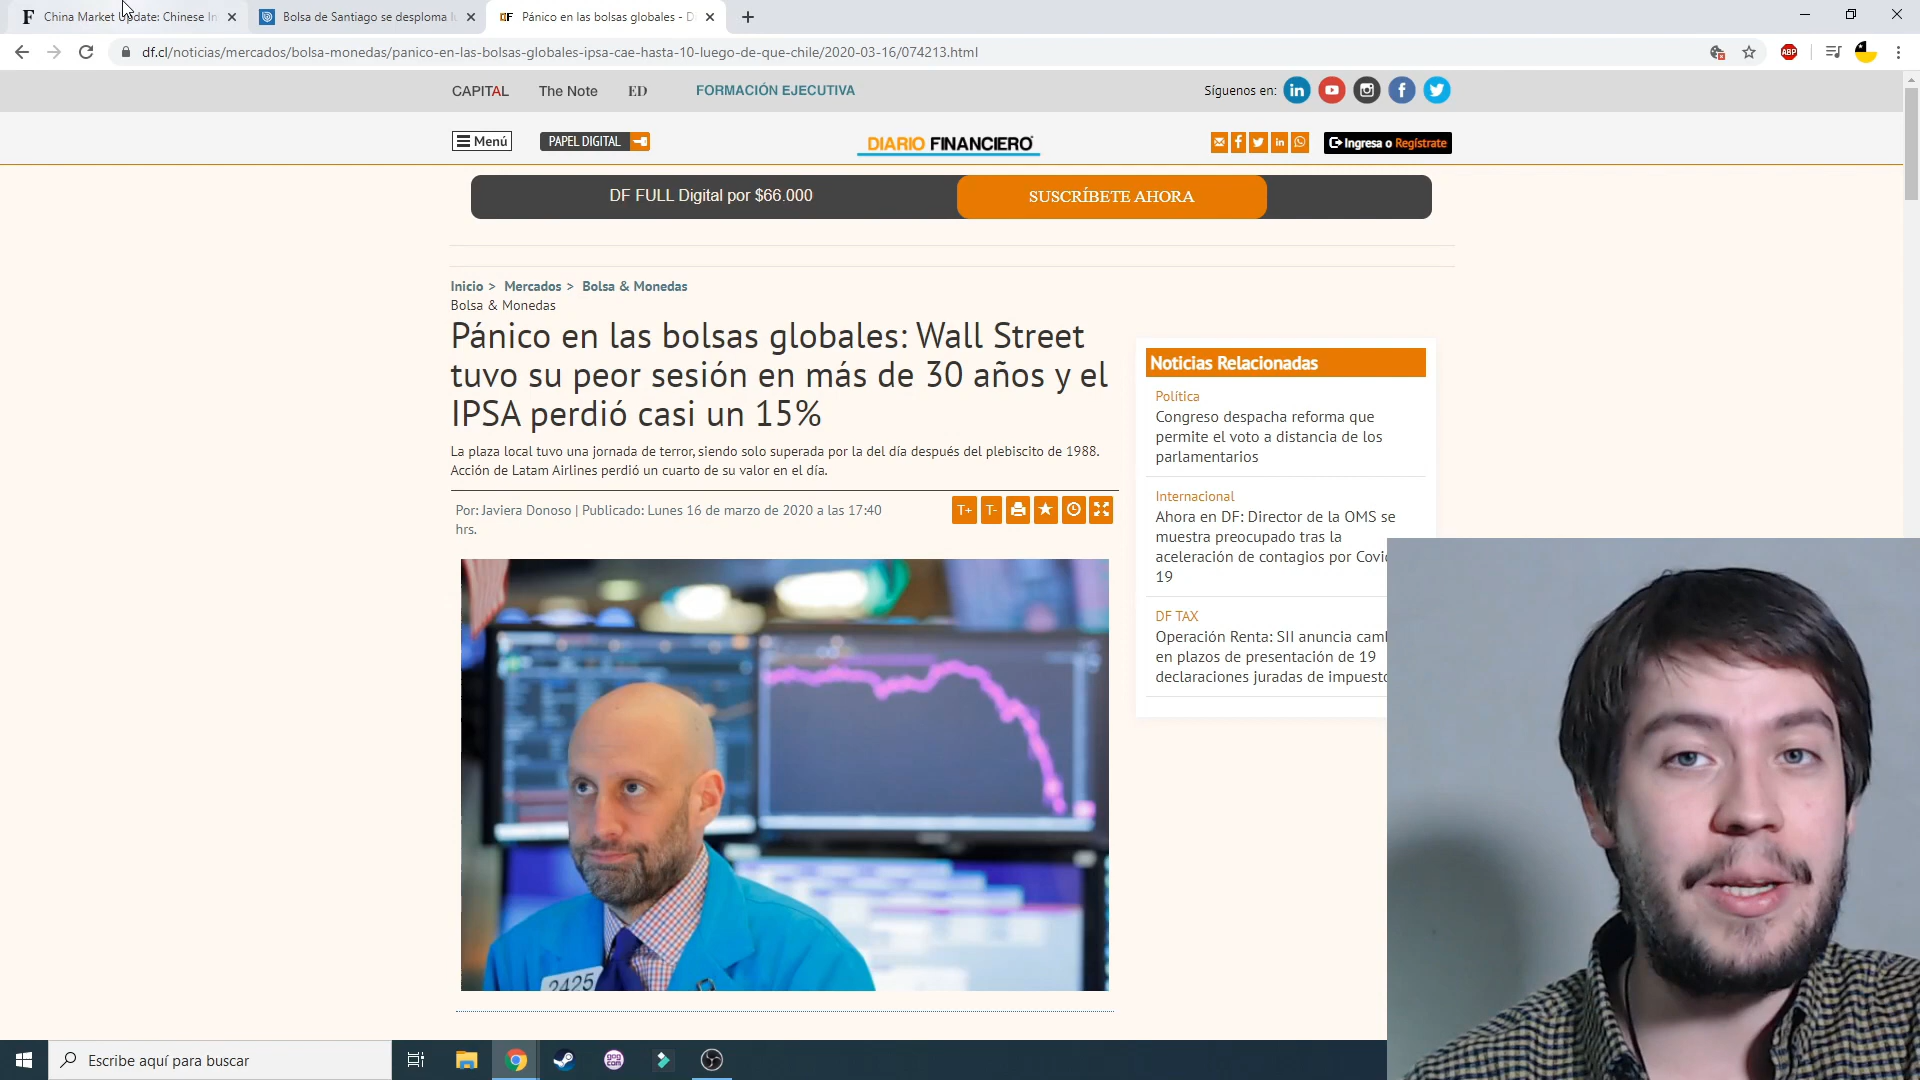 China Market Update: Chinese In
Bolsa de Santiago se desploma
Pánico en las bolsas globales - D
df.cl/noticias/mercados/bolsa-monedas/panico-en-las-bolsas-globales-ipsa-cae-hasta-10-luego-de-que-chile/2020-03-16/074213.html
ABP
CAPITAL The Note ED FORMACIÓN EJECUTIVA Síguenos en:
Menú PAPEL DIGITAL DIARIO FINANCIERO Ingresa o Regístrate
DF FULL Digital por $66.000 SUSCRÍBETE AHORA
Inicio > Mercados > Bolsa & Monedas
Bolsa & Monedas
Pánico en las bolsas globales: Wall Street
tuvo su peor sesión en más de 30 años y el
IPSA perdió casi un 15%
La plaza local tuvo una jornada de terror, siendo solo superada por la del día después del plebiscito de 1988.
Acción de Latam Airlines perdió un cuarto de su valor en el día.
Por: Javiera Donoso | Publicado: Lunes 16 de marzo de 2020 a las 17:40
hrs.
T+ T-
Noticias Relacionadas
Política
Congreso despacha reforma que
permite el voto a distancia de los
parlamentarios
Internacional
Ahora en DF: Director de la OMS se
muestra preocupado tras la
aceleración de contagios por Covid
19
DF TAX
Operación Renta: SII anuncia cam
en plazos de presentación de 19
declaraciones juradas de impuesto
2425
Escribe aquí para buscar
gog
com